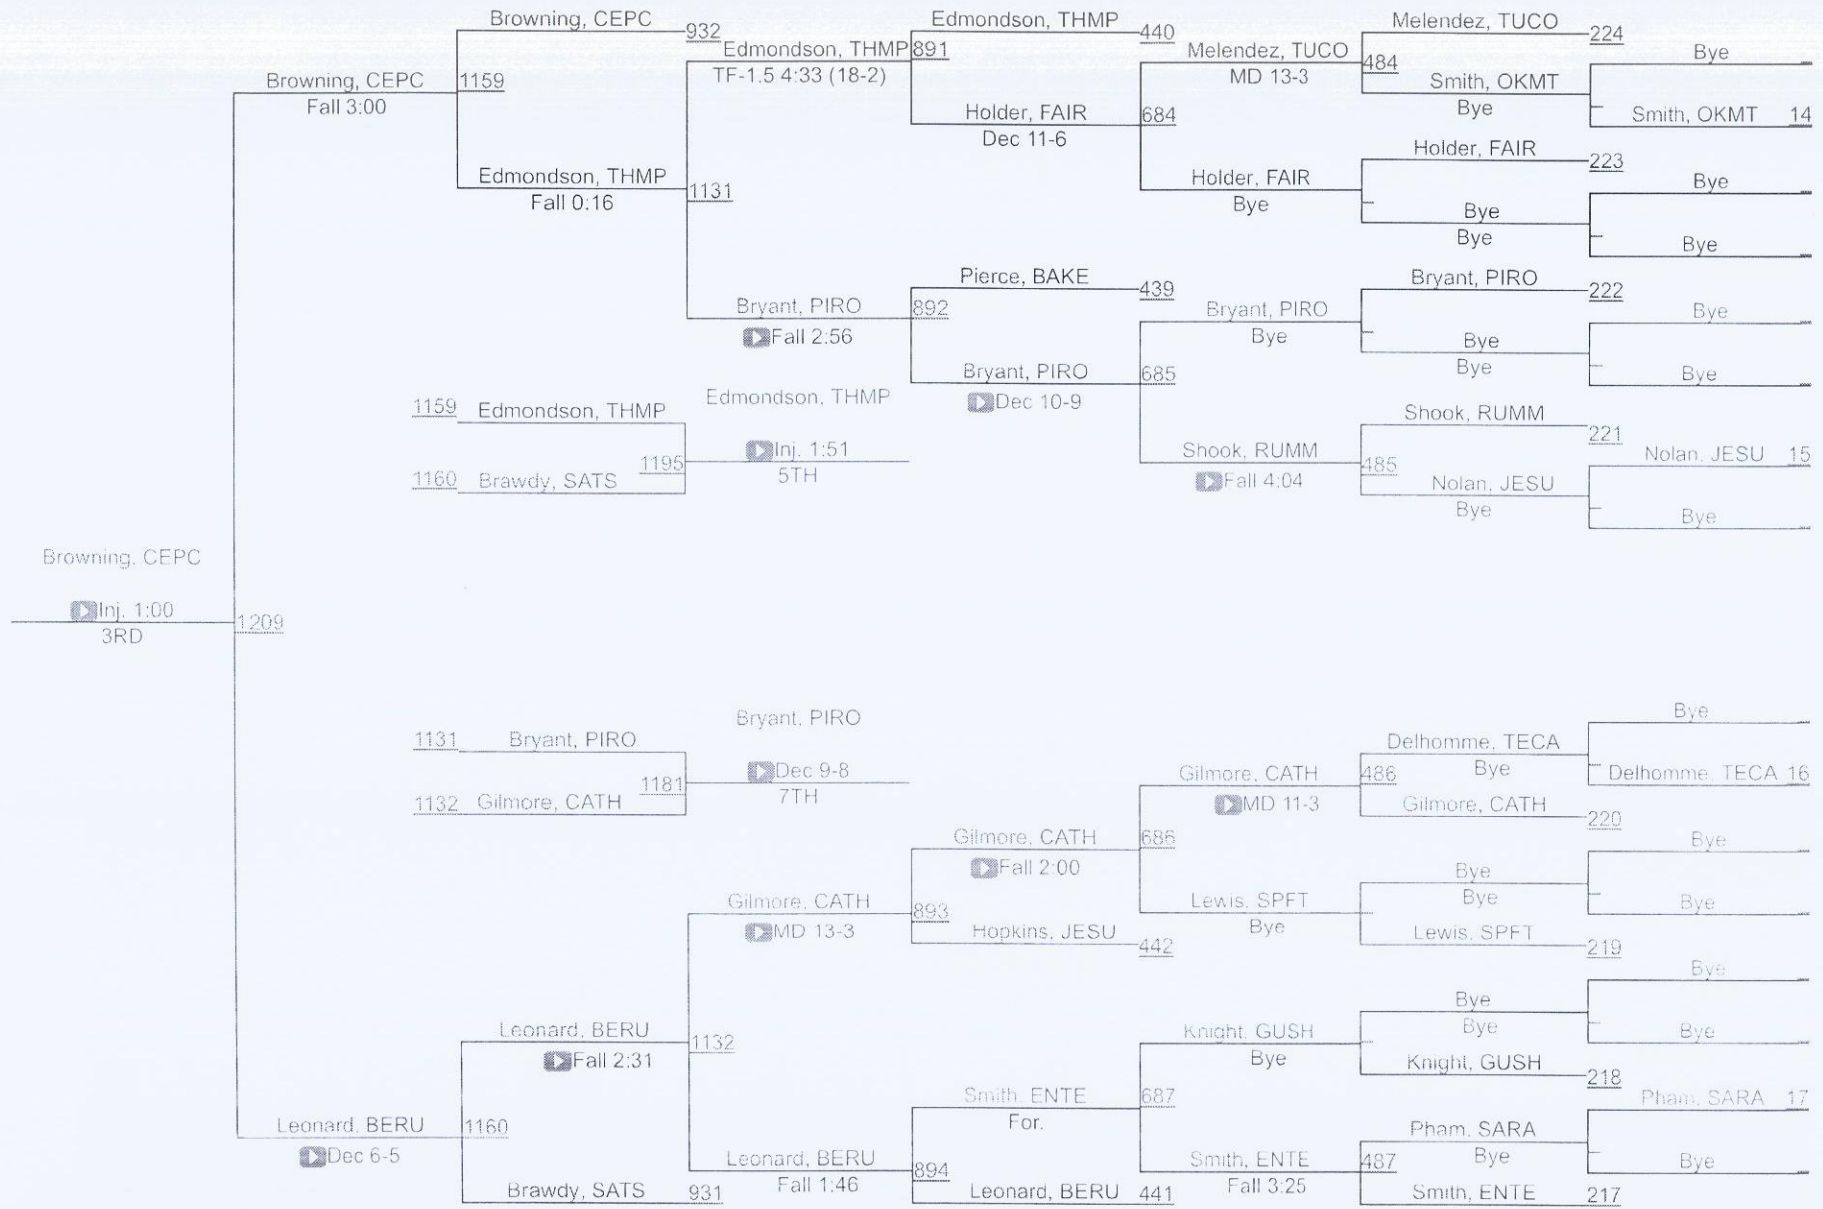 Browning, CEPC
932
Edmondson, THMP
440
Melendez, TUCO
224
Bye
Edmondson, THMP 891
TF-1.5 4:33 (18-2)
Melendez, TUCO
MD 13-3
484
Smith, OKMT
Bye
Browning, CEPC
Fall 3:00
1159
Holder, FAIR
Dec 11-6
684
Smith, OKMT 14
Holder, FAIR
223
Edmondson, THMP
Fall 0:16
1131
Holder, FAIR
Bye
Bye
Bye
Bye
Bye
Pierce, BAKE
439
Bryant, PIRO
222
Bryant, PIRO
Fall 2:56
892
Bryant, PIRO
Bye
Bye
Bye
Bye
Bryant, PIRO
Dec 10-9
685
Bye
1159 Edmondson, THMP
Edmondson, THMP
Shook, RUMM
221
1195
Inj. 1:51
5TH
Shook, RUMM
Fall 4:04
485
Nolan, JESU 15
1160 Brawdy, SATS
Nolan, JESU
Bye
Bye
Browning, CEPC
Inj. 1:00
3RD
1209
Bryant, PIRO
Bye
1131 Bryant, PIRO
Delhomme, TECA
Bye
1181
Dec 9-8
7TH
Gilmore, CATH
MD 11-3
486
Delhomme, TECA 16
1132 Gilmore, CATH
Gilmore, CATH
220
Gilmore, CATH
Fall 2:00
686
Bye
Bye
Bye
Gilmore, CATH
MD 13-3
893
Lewis, SPFT
Bye
Bye
Hopkins, JESU
442
Lewis, SPFT
219
Bye
Leonard, BERU
Fall 2:31
1132
Knight, GUSH
Bye
Bye
Bye
Bye
Knight, GUSH
218
Smith, ENTE
For.
687
Pham, SARA 17
Leonard, BERU
Dec 6-5
1160
Pham, SARA
Bye
Leonard, BERU
Fall 1:46
894
Smith, ENTE
Fall 3:25
487
Bye
Brawdy, SATS
931
Leonard, BERU 441
Smith, ENTE
217